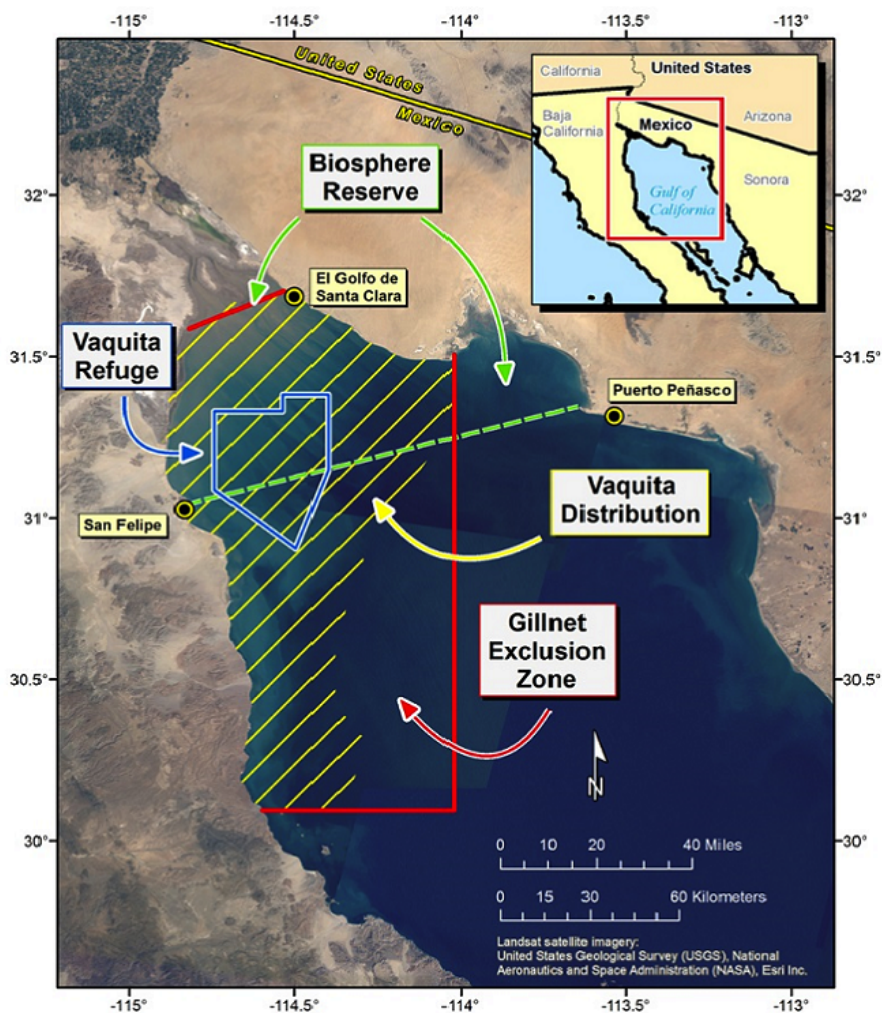 -115°
-114.5°
-114°
-113.5°
-113°
United States
Mexico
California
United States
Baja
California
Mexico
Arizona
Sonora
Gulf of
California
Biosphere
Reserve
32°
32°
El Golfo de
Santa Clara
Vaquita
Refuge
31.5°
31.5°
Puerto Peñasco
San Felipe
Vaquita
Distribution
31°
31°
Gillnet
Exclusion
Zone
30.5°
30.5°
N
30°
30°
0 10 20 40 Miles
0 15 30 60 Kilometers
Landsat satellite imagery:
United States Geological Survey (USGS), National
Aeronautics and Space Administration (NASA), Esri Inc.
-115°
-114.5°
-114°
-113.5°
-113°